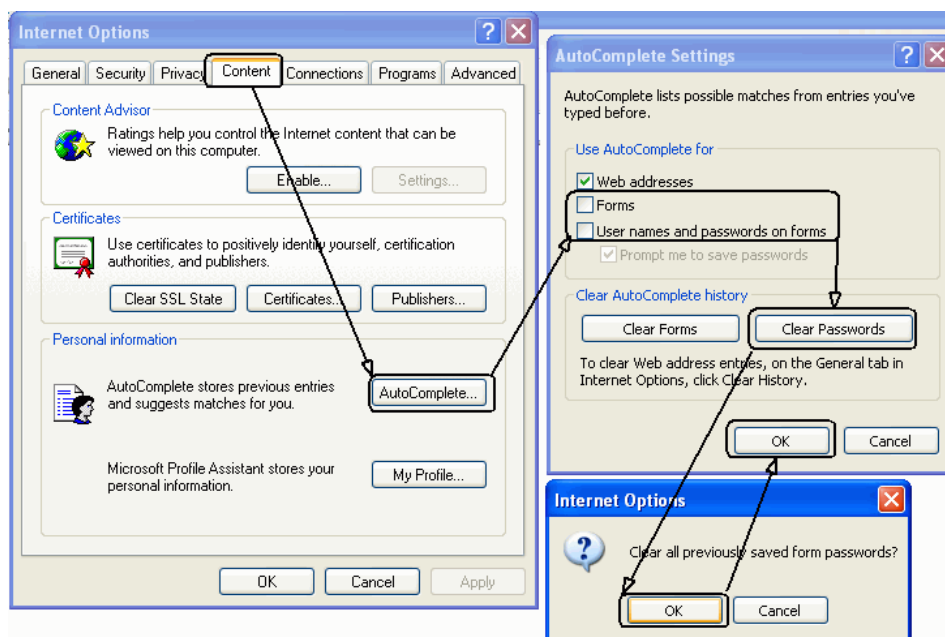 Internet Options
General Security Privacy Content Connections Programs Advanced
Content Advisor
Ratings help you control the Internet content that can be
viewed on this computer.
Enable... Settings...
Certificates
Use certificates to positively identify yourself, certification
authorities, and publishers.
Clear SSL State Certificates... Publishers...
Personal information
AutoComplete stores previous entries
and suggests matches for you.
AutoComplete...
Microsoft Profile Assistant stores your
personal information.
My Profile...
OK Cancel Apply
AutoComplete Settings
AutoComplete lists possible matches from entries you've
typed before.
Use AutoComplete for
Web addresses
Forms
User names and passwords on forms
Prompt me to save passwords
Clear AutoComplete history
Clear Forms Clear Passwords
To clear Web address entries, on the General tab in
Internet Options, click Clear History.
OK Cancel
Internet Options
Clear all previously saved form passwords?
OK Cancel